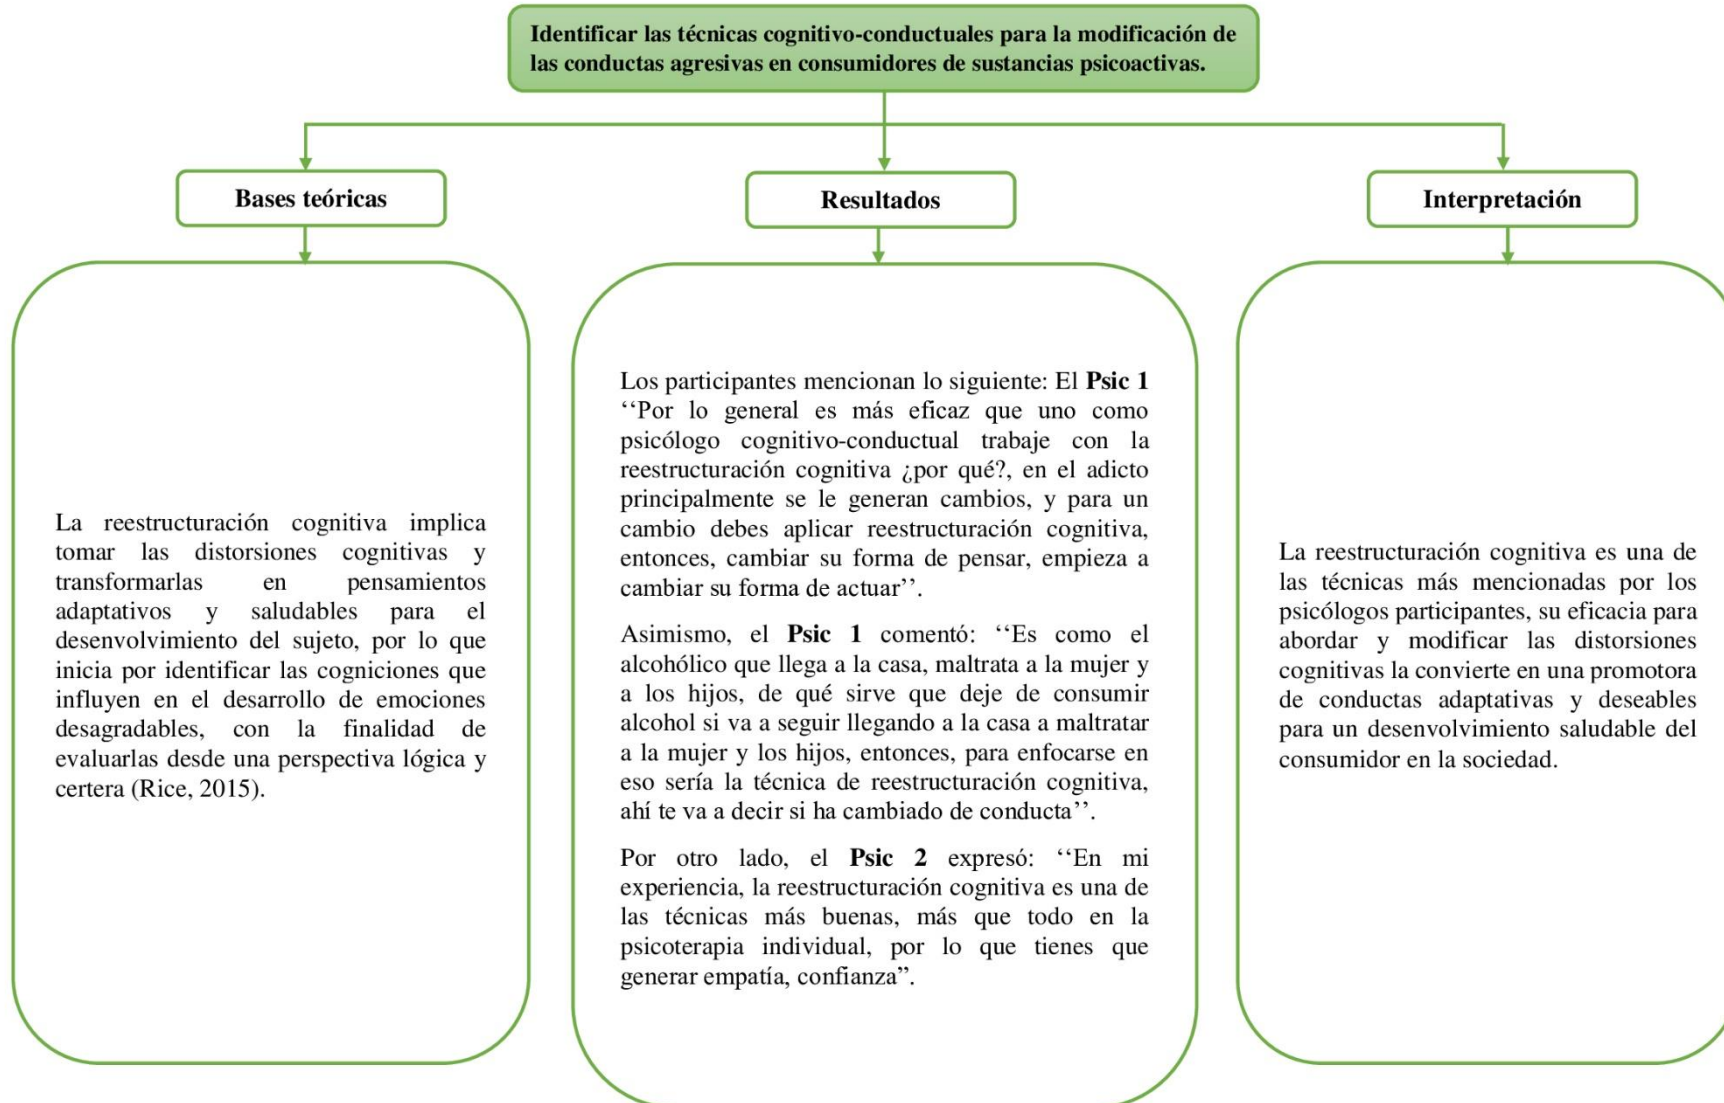 Identificar las técnicas cognitivo-conductuales para la modificación de
las conductas agresivas en consumidores de sustancias psicoactivas.
Bases teóricas
La reestructuración cognitiva implica
tomar las distorsiones cognitivas y
transformarlas en pensamientos
adaptativos y saludables para el
desenvolvimiento del sujeto, por lo que
inicia por identificar las cogniciones que
influyen en el desarrollo de emociones
desagradables, con la finalidad de
evaluarlas desde una perspectiva lógica y
certera (Rice, 2015).
Resultados
Los participantes mencionan lo siguiente: El Psic 1
‘‘Por lo general es más eficaz que uno como
psicólogo cognitivo-conductual trabaje con la
reestructuración cognitiva ¿por qué?, en el adicto
principalmente se le generan cambios, y para un
cambio debes aplicar reestructuración cognitiva,
entonces, cambiar su forma de pensar, empieza a
cambiar su forma de actuar’’.
Asimismo, el Psic 1 comentó: ‘‘Es como el
alcohólico que llega a la casa, maltrata a la mujer y
a los hijos, de qué sirve que deje de consumir
alcohol si va a seguir llegando a la casa a maltratar
a la mujer y los hijos, entonces, para enfocarse en
eso sería la técnica de reestructuración cognitiva,
ahí te va a decir si ha cambiado de conducta’’.
Por otro lado, el Psic 2 expresó: ‘‘En mi
experiencia, la reestructuración cognitiva es una de
las técnicas más buenas, más que todo en la
psicoterapia individual, por lo que tienes que
generar empatía, confianza”.
Interpretación
La reestructuración cognitiva es una de
las técnicas más mencionadas por los
psicólogos participantes, su eficacia para
abordar y modificar las distorsiones
cognitivas la convierte en una promotora
de conductas adaptativas y deseables
para un desenvolvimiento saludable del
consumidor en la sociedad.